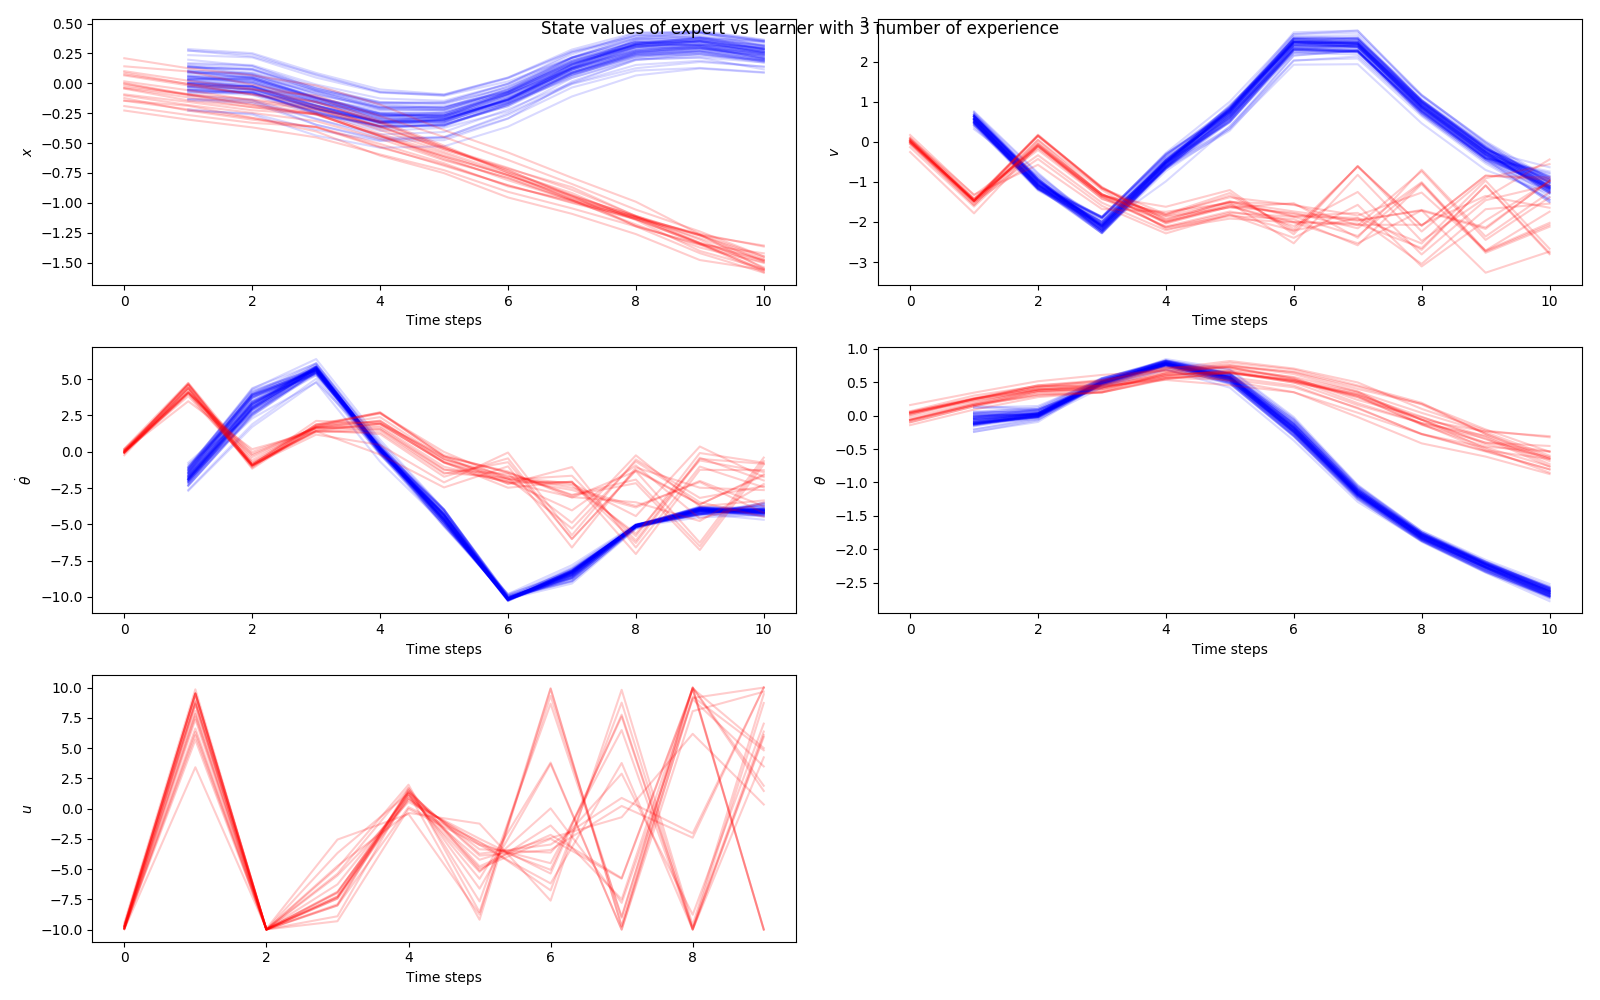 State values of expert vs learner with 3 number of experience
0.50
0.25
0.00
−0.25
−0.50
−0.75
−1.00
−1.25
−1.50
x
0 2 4 6 8 10
Time steps
3
2
1
0
−1
−2
−3
v
0 2 4 6 8 10
Time steps
5.0
2.5
0.0
−2.5
−5.0
−7.5
−10.0
θ̇
0 2 4 6 8 10
Time steps
1.0
0.5
0.0
−0.5
−1.0
−1.5
−2.0
−2.5
θ
0 2 4 6 8 10
Time steps
10.0
7.5
5.0
2.5
0.0
−2.5
−5.0
−7.5
−10.0
u
0 2 4 6 8
Time steps